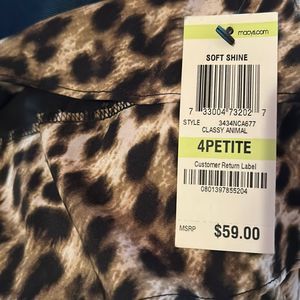 macys.com
SOFT SHINE
7 33004 73202 7
STYLE 3434NCA677
CLASSY ANIMAL
4PETITE
Customer Return Label
0801397855204
MSRP $59.00